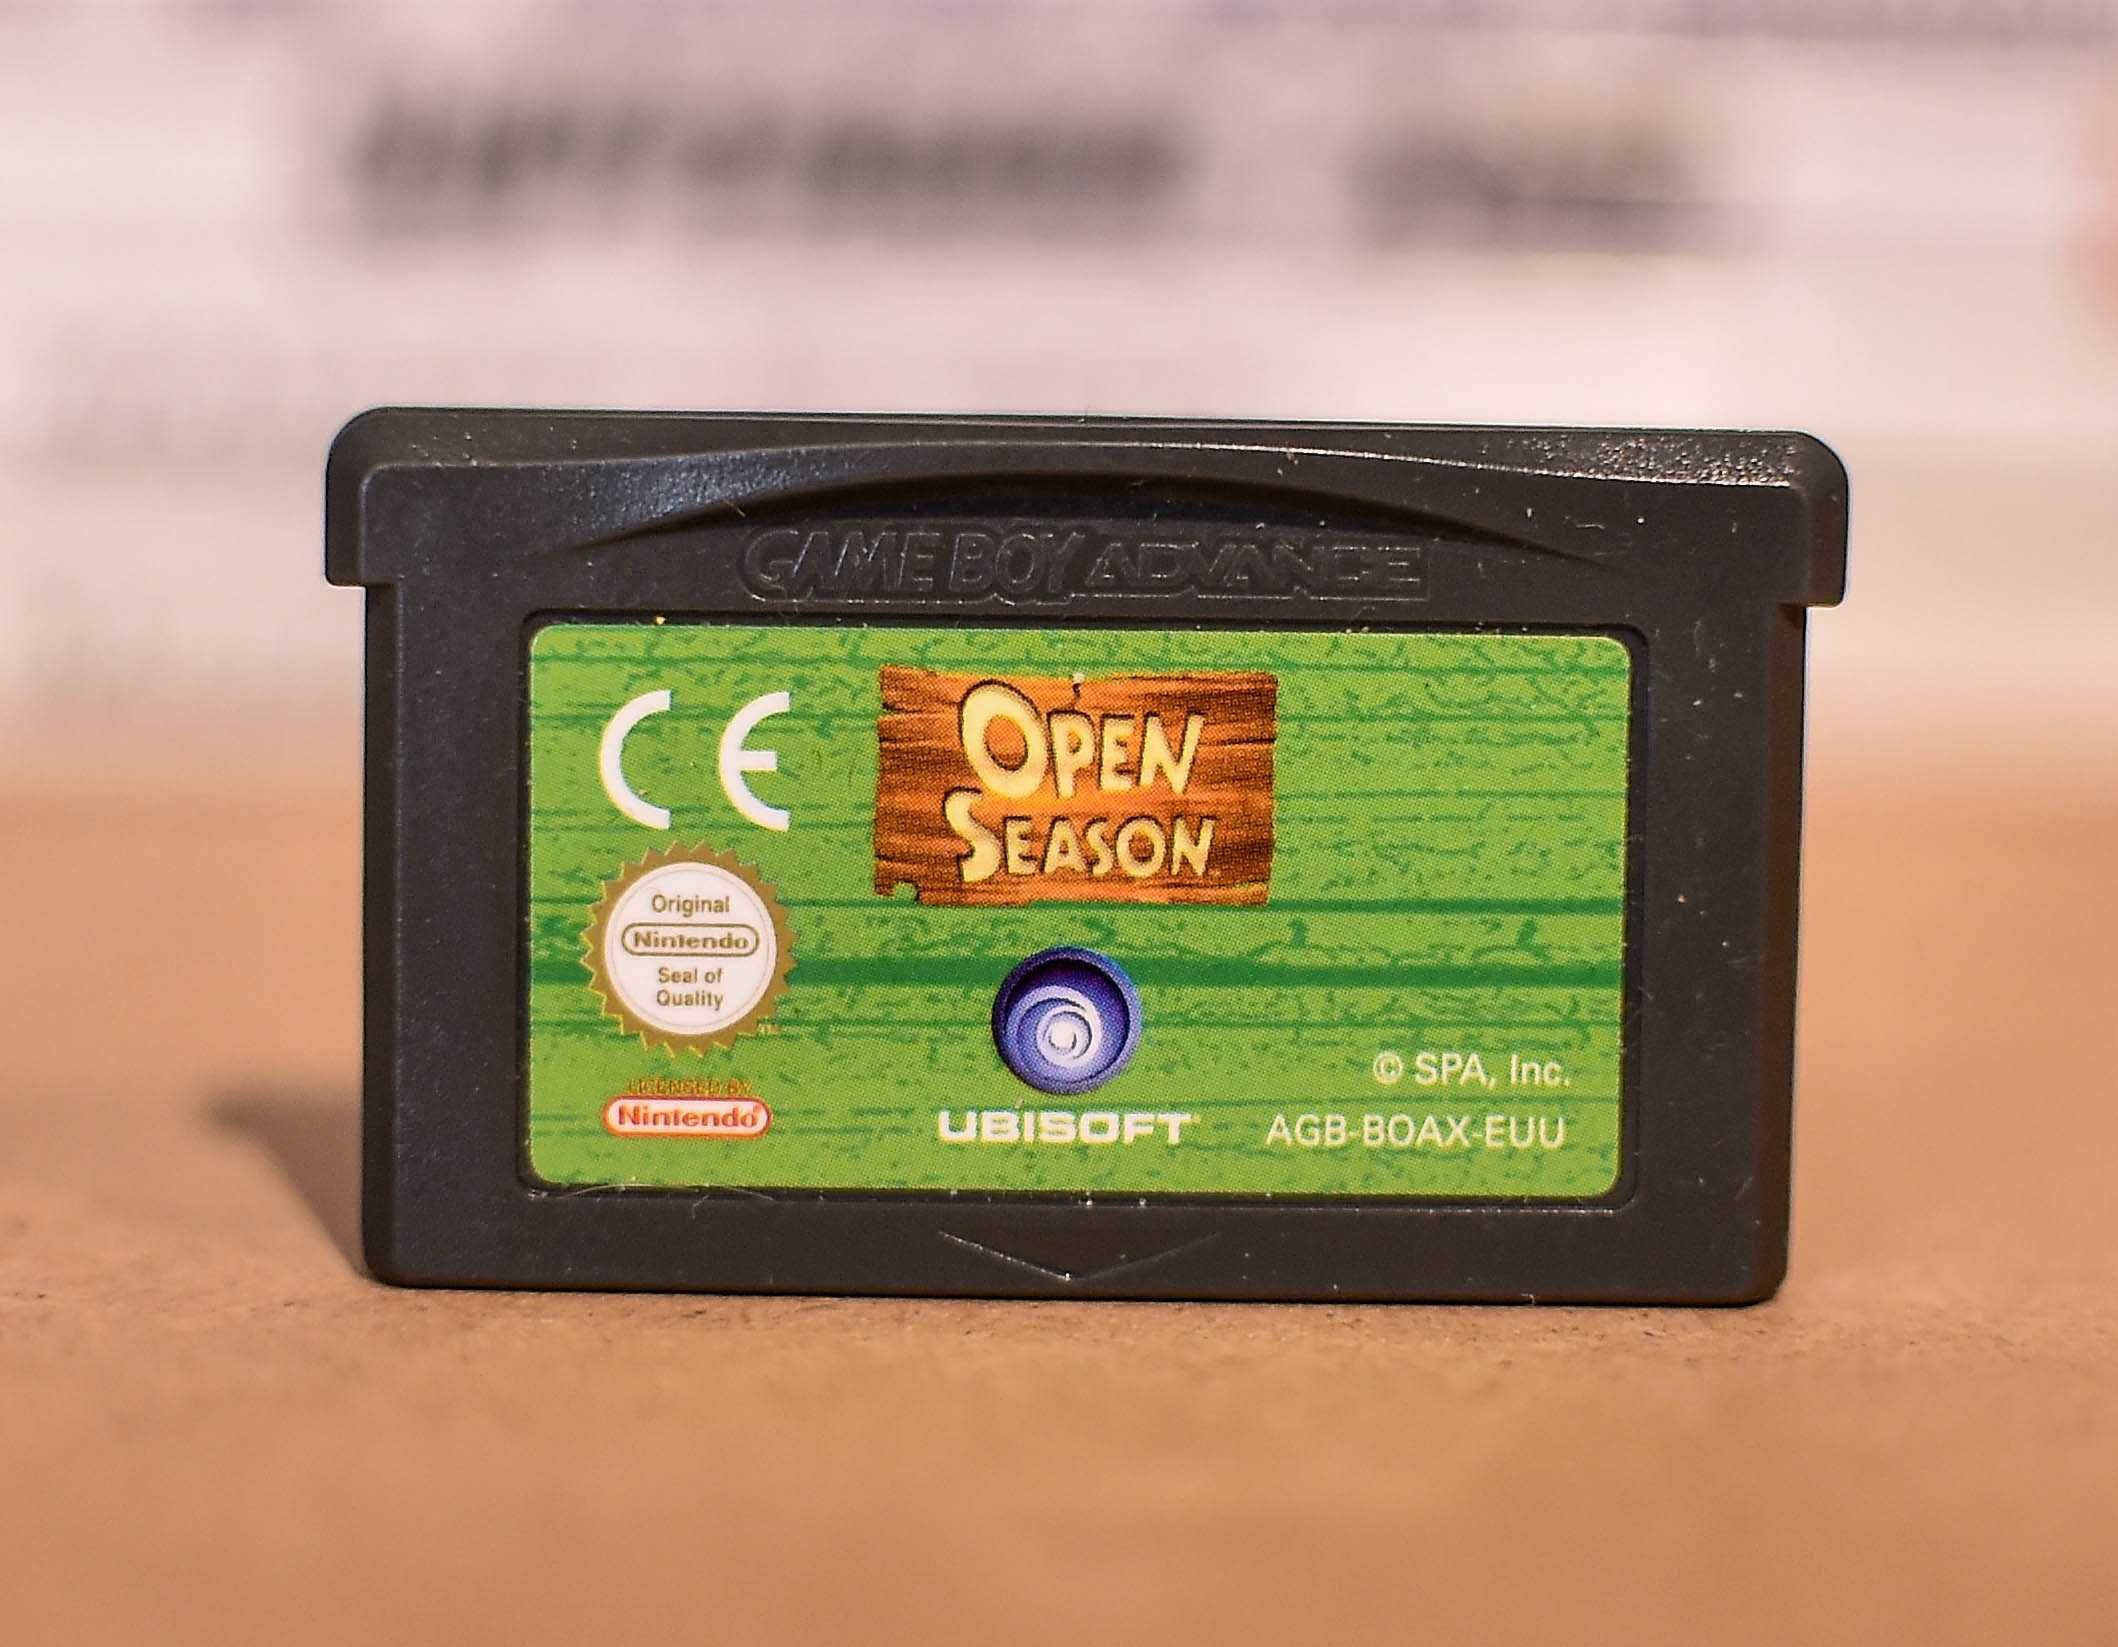 GAME BOY ADVANCE
CE
OPEN
SEASON
Original
Nintendo
Seal of
Quality
TM
LICENSED BY
Nintendo®
UBISOFT
© SPA, Inc.
AGB-BOAX-EUU